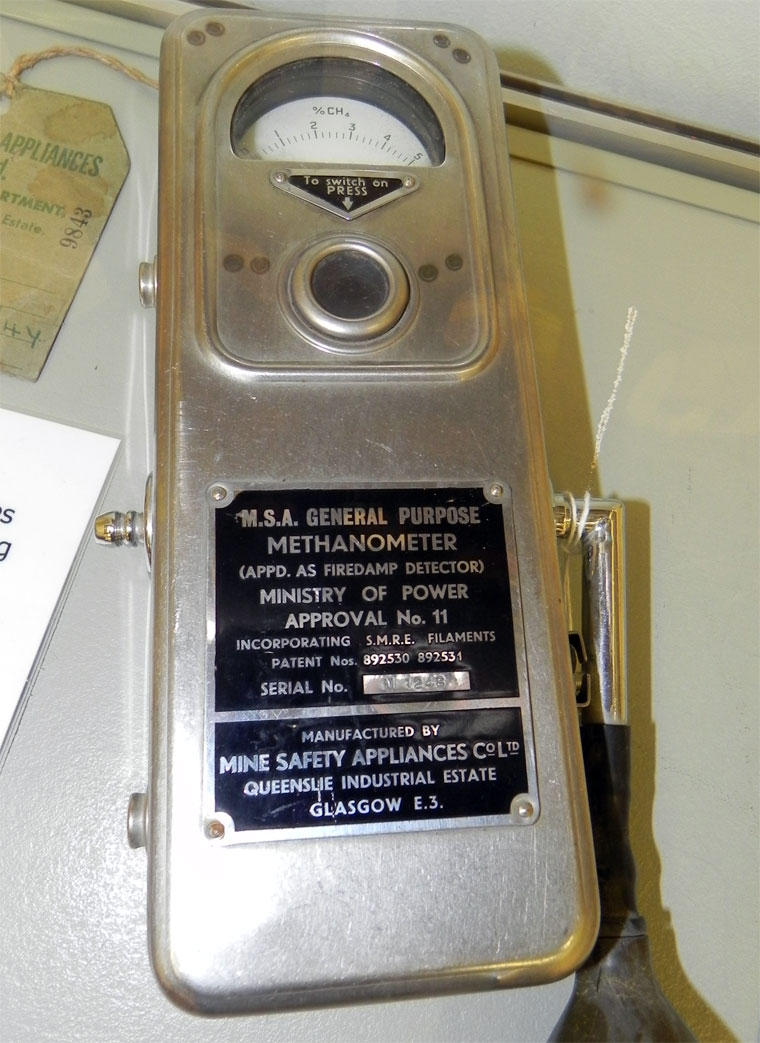 %CH₄
1 2 3 4 5
To switch on
PRESS
M.S.A. GENERAL PURPOSE
METHANOMETER
(APPD. AS FIREDAMP DETECTOR)
MINISTRY OF POWER
APPROVAL No. 11
INCORPORATING S.M.R.E. FILAMENTS
PATENT Nos. 892530 892531
SERIAL No.
MANUFACTURED BY
MINE SAFETY APPLIANCES Co LTD
QUEENSLIE INDUSTRIAL ESTATE
GLASGOW E.3.
APPLIANCES
Estate.
9843